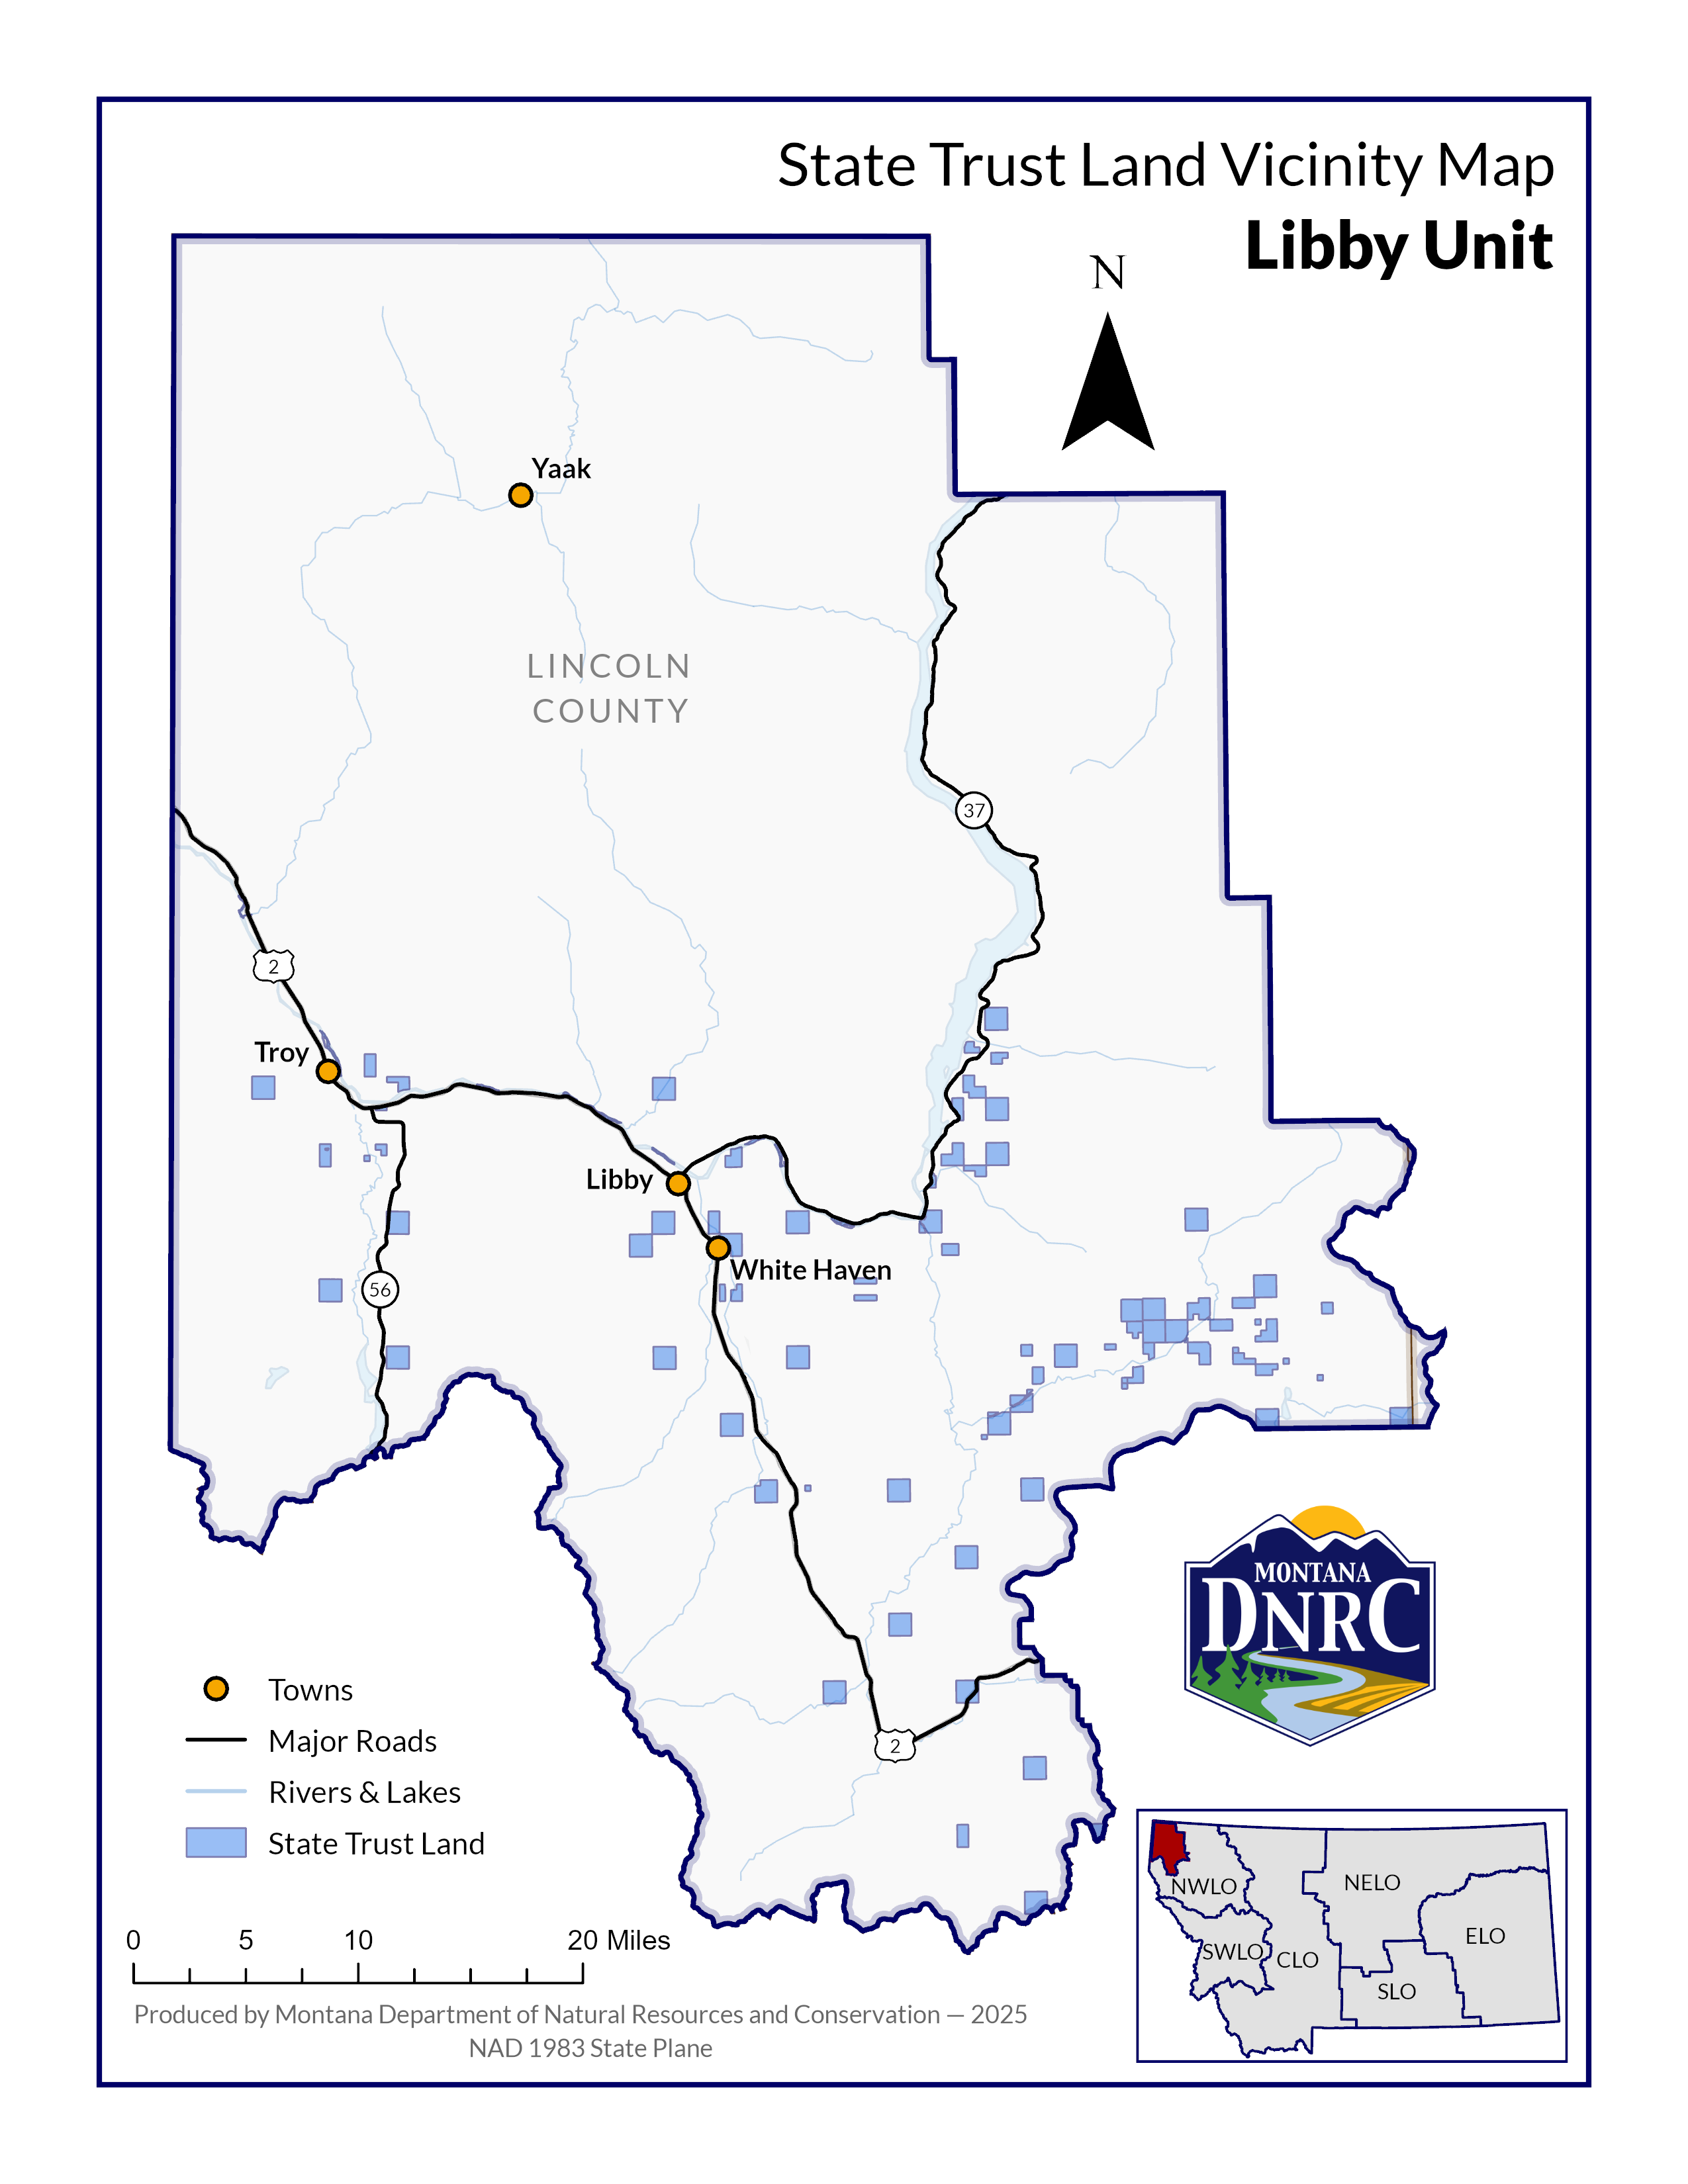 State Trust Land Vicinity Map
Libby Unit
N
Yaak
LINCOLN
COUNTY
37
2
Troy
Libby
White Haven
56
2
MONTANA
DNRC
Towns
Major Roads
Rivers & Lakes
State Trust Land
0 5 10 20 Miles
Produced by Montana Department of Natural Resources and Conservation — 2025
NAD 1983 State Plane
NWLO
NELO
SWLO
CLO
ELO
SLO